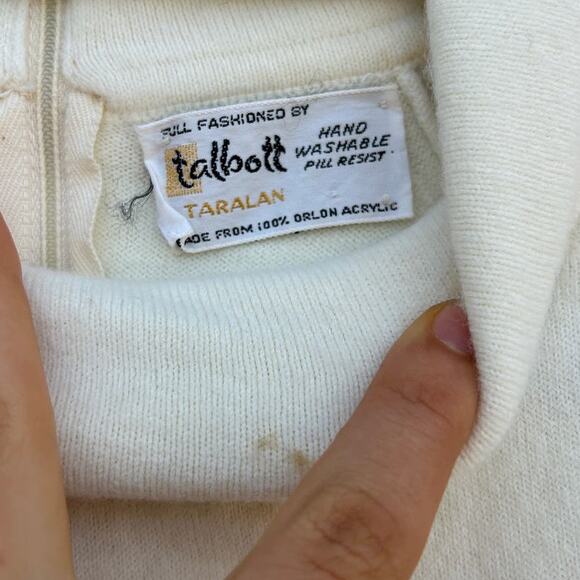 FULL FASHIONED BY
talbott
HAND
WASHABLE
PILL RESIST
TARALAN
MADE FROM 100% ORLON ACRYLIC